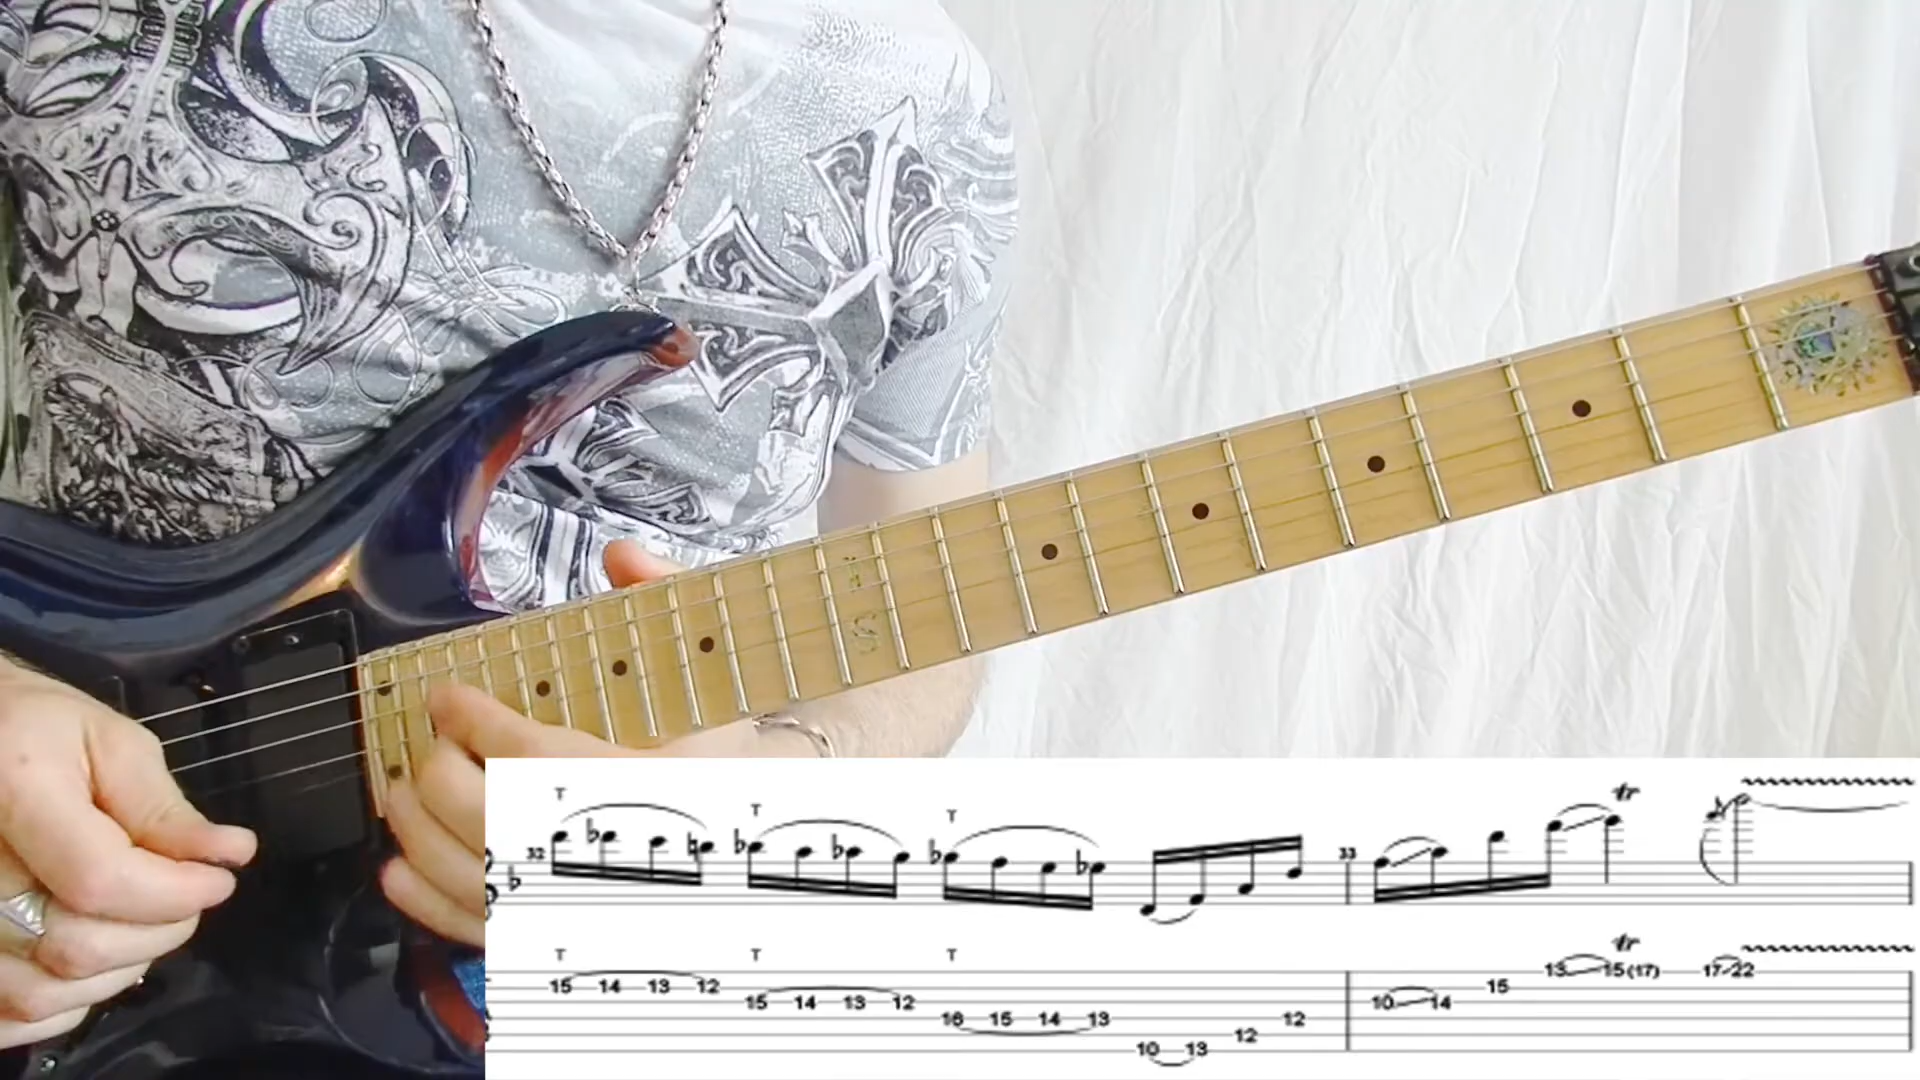 T T T
32 33 tr
T T T tr
15 14 13 12 13 15(17) 17 22
15 14 13 12 10 14 15
16 15 14 13 12 12
10 13